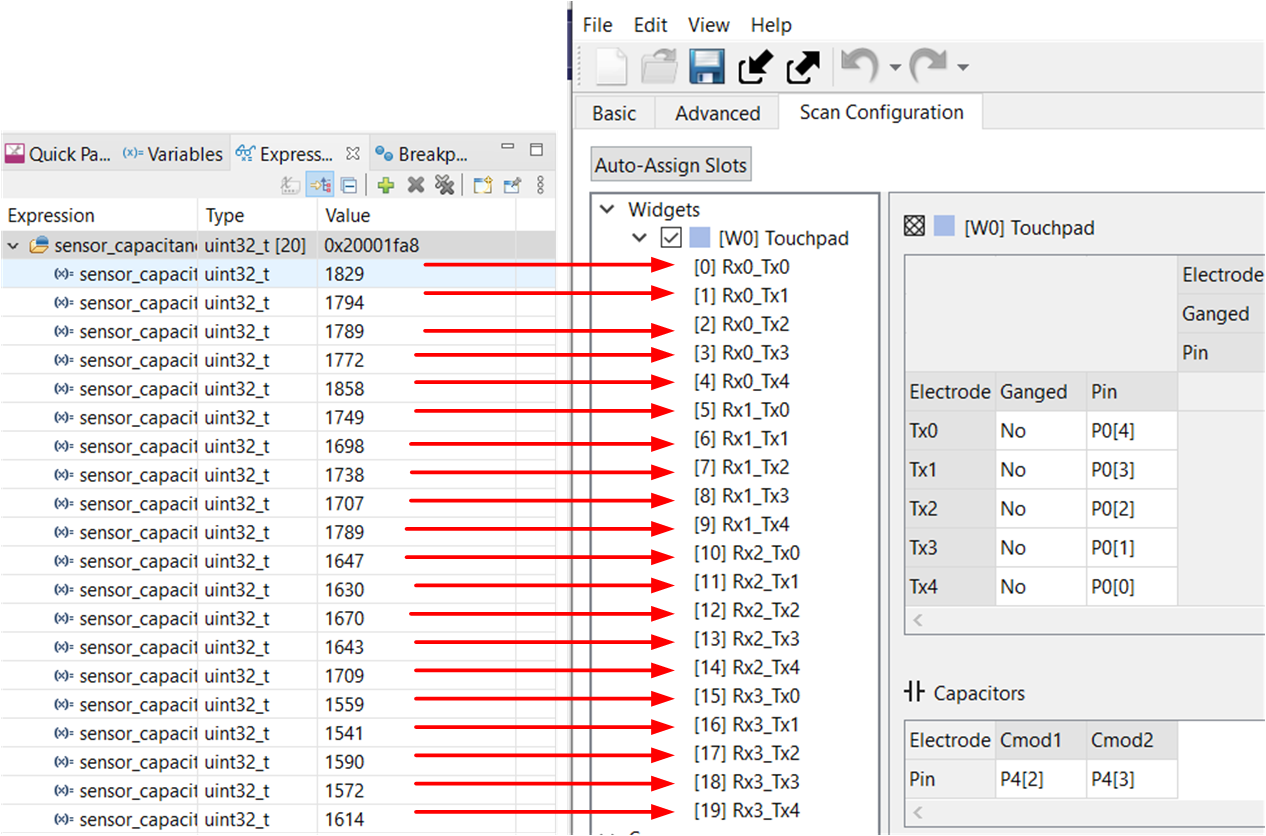 Quick Pa... (x)= Variables Express... Breakp...
Expression Type Value
sensor_capacitan uint32_t [20] 0x20001fa8
(x)= sensor_capacit uint32_t 1829
(x)= sensor_capacit uint32_t 1794
(x)= sensor_capacit uint32_t 1789
(x)= sensor_capacit uint32_t 1772
(x)= sensor_capacit uint32_t 1858
(x)= sensor_capacit uint32_t 1749
(x)= sensor_capacit uint32_t 1698
(x)= sensor_capacit uint32_t 1738
(x)= sensor_capacit uint32_t 1707
(x)= sensor_capacit uint32_t 1789
(x)= sensor_capacit uint32_t 1647
(x)= sensor_capacit uint32_t 1630
(x)= sensor_capacit uint32_t 1670
(x)= sensor_capacit uint32_t 1643
(x)= sensor_capacit uint32_t 1709
(x)= sensor_capacit uint32_t 1559
(x)= sensor_capacit uint32_t 1541
(x)= sensor_capacit uint32_t 1590
(x)= sensor_capacit uint32_t 1572
(x)= sensor_capacit uint32_t 1614
File Edit View Help
Basic Advanced Scan Configuration
Auto-Assign Slots
Widgets
[W0] Touchpad
[0] Rx0_Tx0
[1] Rx0_Tx1
[2] Rx0_Tx2
[3] Rx0_Tx3
[4] Rx0_Tx4
[5] Rx1_Tx0
[6] Rx1_Tx1
[7] Rx1_Tx2
[8] Rx1_Tx3
[9] Rx1_Tx4
[10] Rx2_Tx0
[11] Rx2_Tx1
[12] Rx2_Tx2
[13] Rx2_Tx3
[14] Rx2_Tx4
[15] Rx3_Tx0
[16] Rx3_Tx1
[17] Rx3_Tx2
[18] Rx3_Tx3
[19] Rx3_Tx4
[W0] Touchpad
Electrode
Ganged
Pin
Electrode Ganged Pin
Tx0 No P0[4]
Tx1 No P0[3]
Tx2 No P0[2]
Tx3 No P0[1]
Tx4 No P0[0]
Capacitors
Electrode Cmod1 Cmod2
Pin P4[2] P4[3]